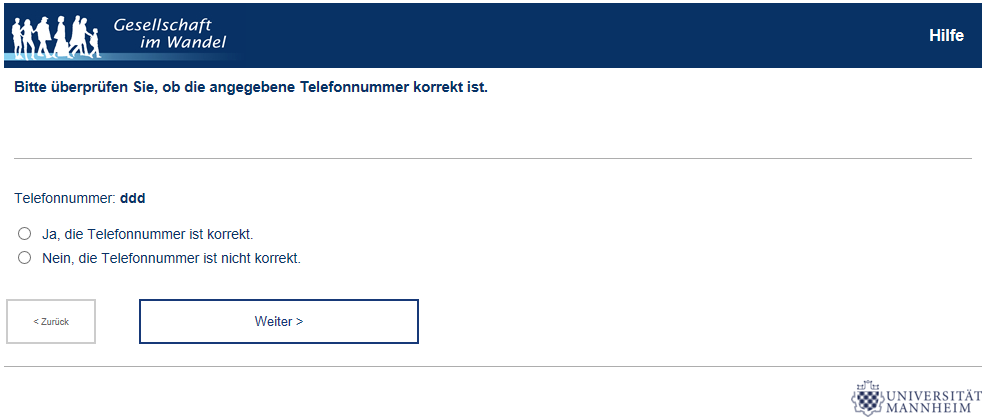 Gesellschaft
im Wandel
Hilfe
Bitte überprüfen Sie, ob die angegebene Telefonnummer korrekt ist.
Telefonnummer: ddd
Ja, die Telefonnummer ist korrekt.
Nein, die Telefonnummer ist nicht korrekt.
< Zurück
Weiter >
UNIVERSITÄT
MANNHEIM